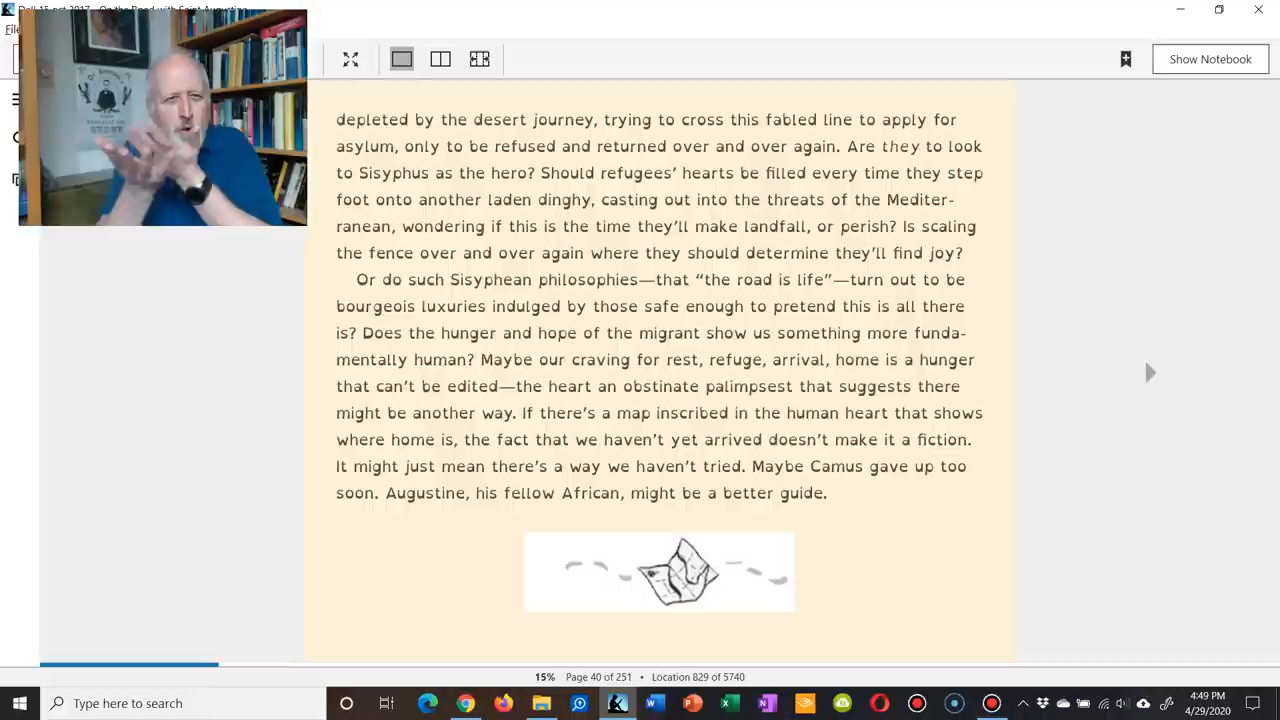 On the Road with Saint Augustine
File
Show Notebook
depleted by the desert journey, trying to cross this fabled line to apply for
asylum, only to be refused and returned over and over again. Are they to look
to Sisyphus as the hero? Should refugees’ hearts be filled every time they step
foot onto another laden dinghy, casting out into the threats of the Mediter-
ranean, wondering if this is the time they’ll make landfall, or perish? Is scaling
the fence over and over again where they should determine they’ll find joy?
Or do such Sisyphean philosophies—that “the road is life”—turn out to be
bourgeois luxuries indulged by those safe enough to pretend this is all there
is? Does the hunger and hope of the migrant show us something more funda-
mentally human? Maybe our craving for rest, refuge, arrival, home is a hunger
that can’t be edited—the heart an obstinate palimpsest that suggests there
might be another way. If there’s a map inscribed in the human heart that shows
where home is, the fact that we haven’t yet arrived doesn’t make it a fiction.
It might just mean there’s a way we haven’t tried. Maybe Camus gave up too
soon. Augustine, his fellow African, might be a better guide.
15% Page 40 of 251 • Location 829 of 5740
Type here to search
4:49 PM
4/29/2020